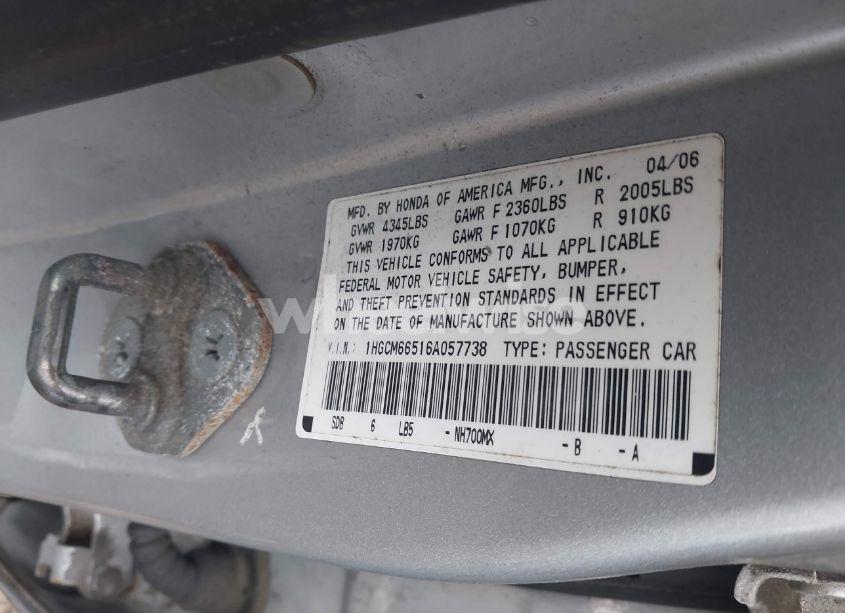 MFD. BY HONDA OF AMERICA MFG., INC. 04/06
GVWR 4345LBS GAWR F 2360LBS R 2005LBS
GVWR 1970KG GAWR F 1070KG R 910KG
THIS VEHICLE CONFORMS TO ALL APPLICABLE
FEDERAL MOTOR VEHICLE SAFETY, BUMPER,
AND THEFT PREVENTION STANDARDS IN EFFECT
ON THE DATE OF MANUFACTURE SHOWN ABOVE.
V.I.N.: 1HGCM66516A057738 TYPE: PASSENGER CAR
SDB 6 LB5 - NH700MX - B - A